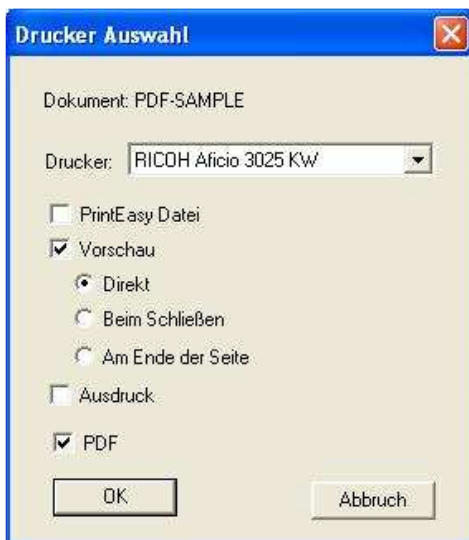 Drucker Auswahl
Dokument: PDF-SAMPLE
Drucker: RICOH Aficio 3025 KW
PrintEasy Datei
Vorschau
Direkt
Beim Schließen
Am Ende der Seite
Ausdruck
PDF
OK Abbruch